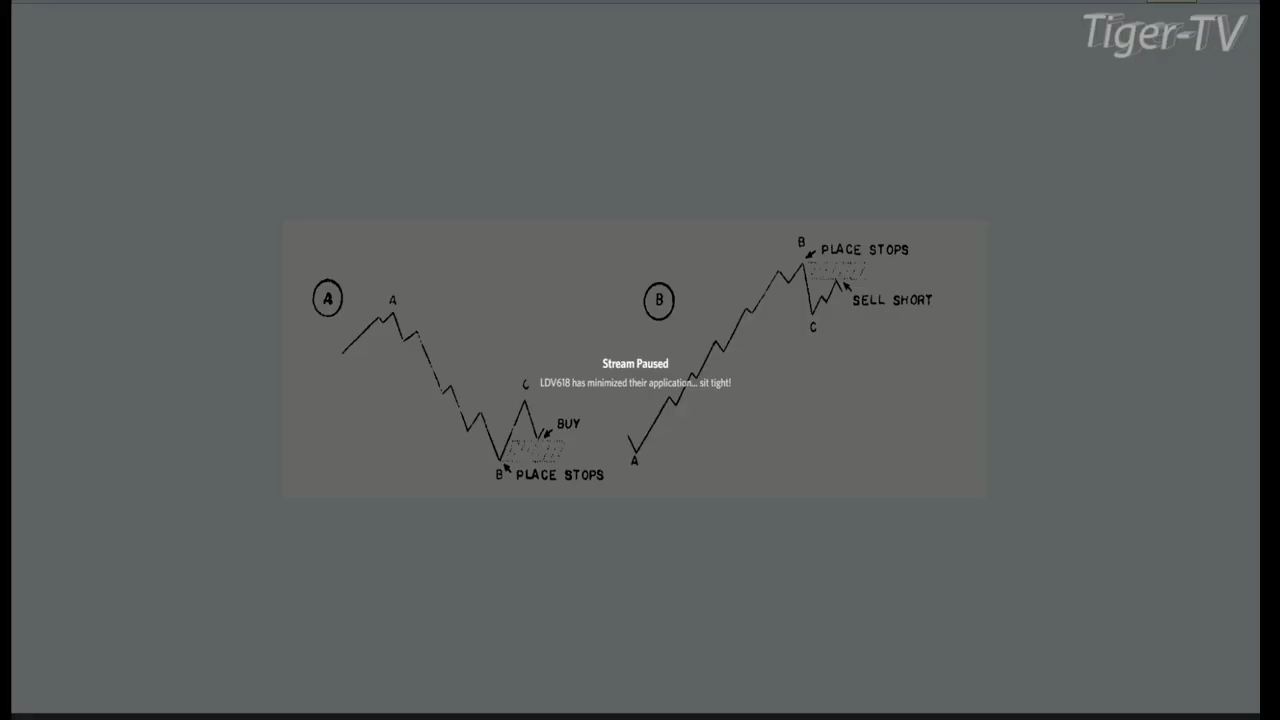 Tiger-TV
B
PLACE STOPS
A
A
B
SELL SHORT
C
Stream Paused
LDV618 has minimized their application... sit tight!
C
BUY
A
B
PLACE STOPS